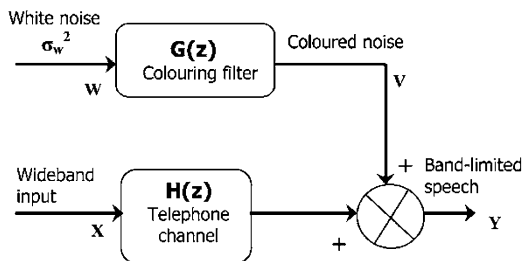 White noise
σw²
W
G(z)
Colouring filter
Coloured noise
V
+
Wideband
input
X
H(z)
Telephone
channel
+
Band-limited
speech
Y